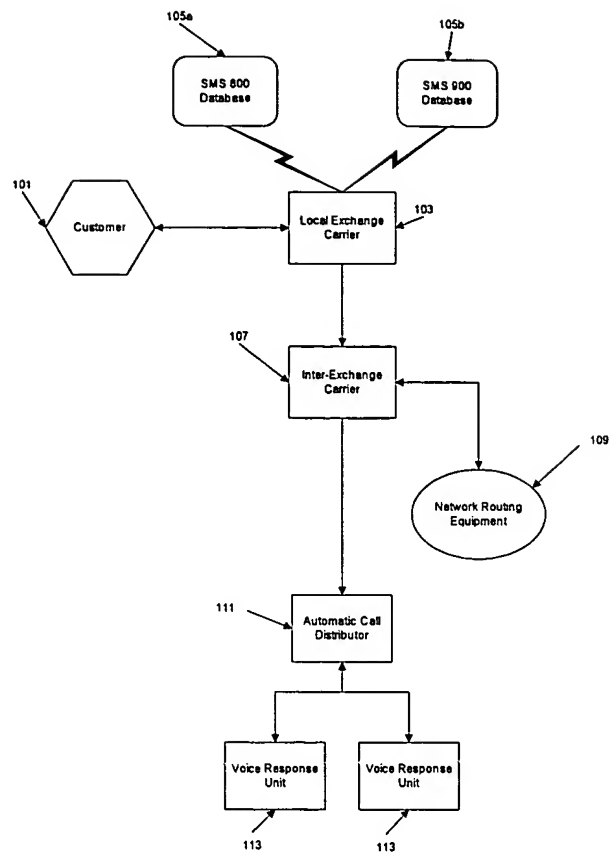 105a
105b
SMS 800
Database
SMS 900
Database
101
Customer
Local Exchange
Carrier
103
107
Inter-Exchange
Carrier
109
Network Routing
Equipment
111
Automatic Call
Distributor
Voice Response
Unit
Voice Response
Unit
113
113